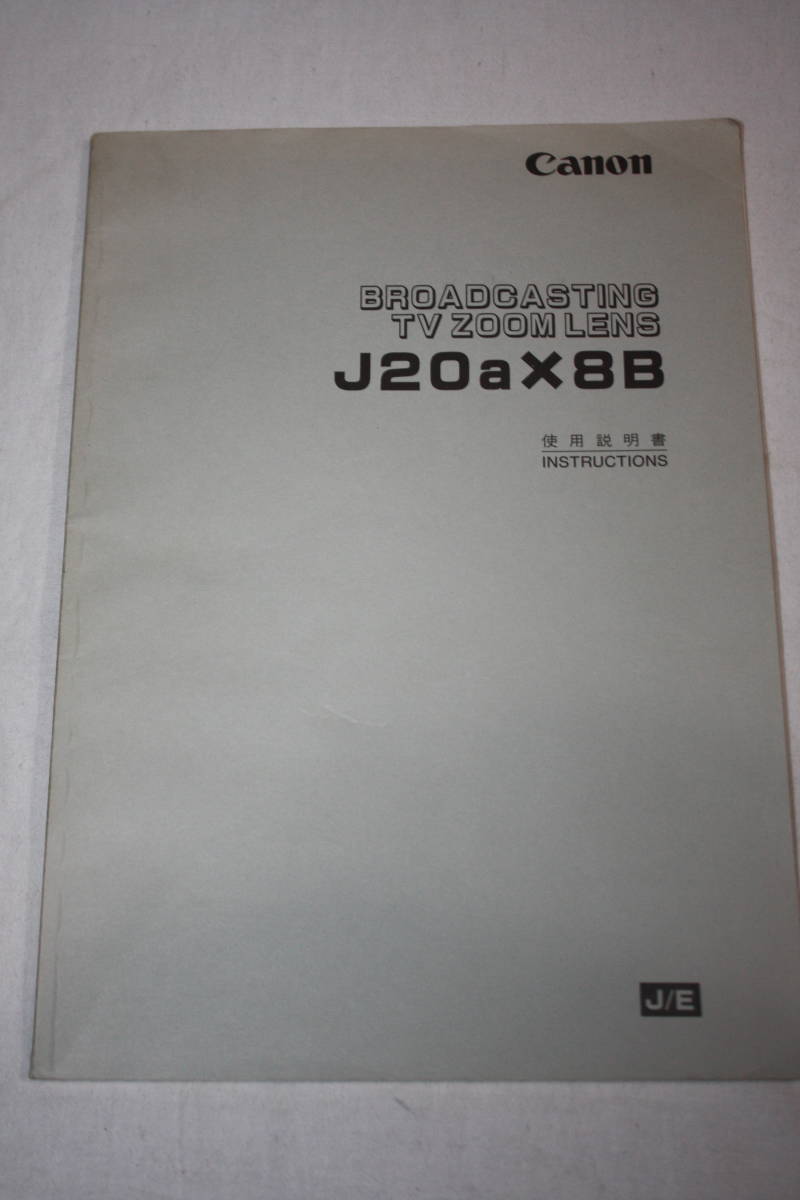 Canon
BROADCASTING
TV ZOOM LENS
J20a×8B
使用説明書
INSTRUCTIONS
J/E